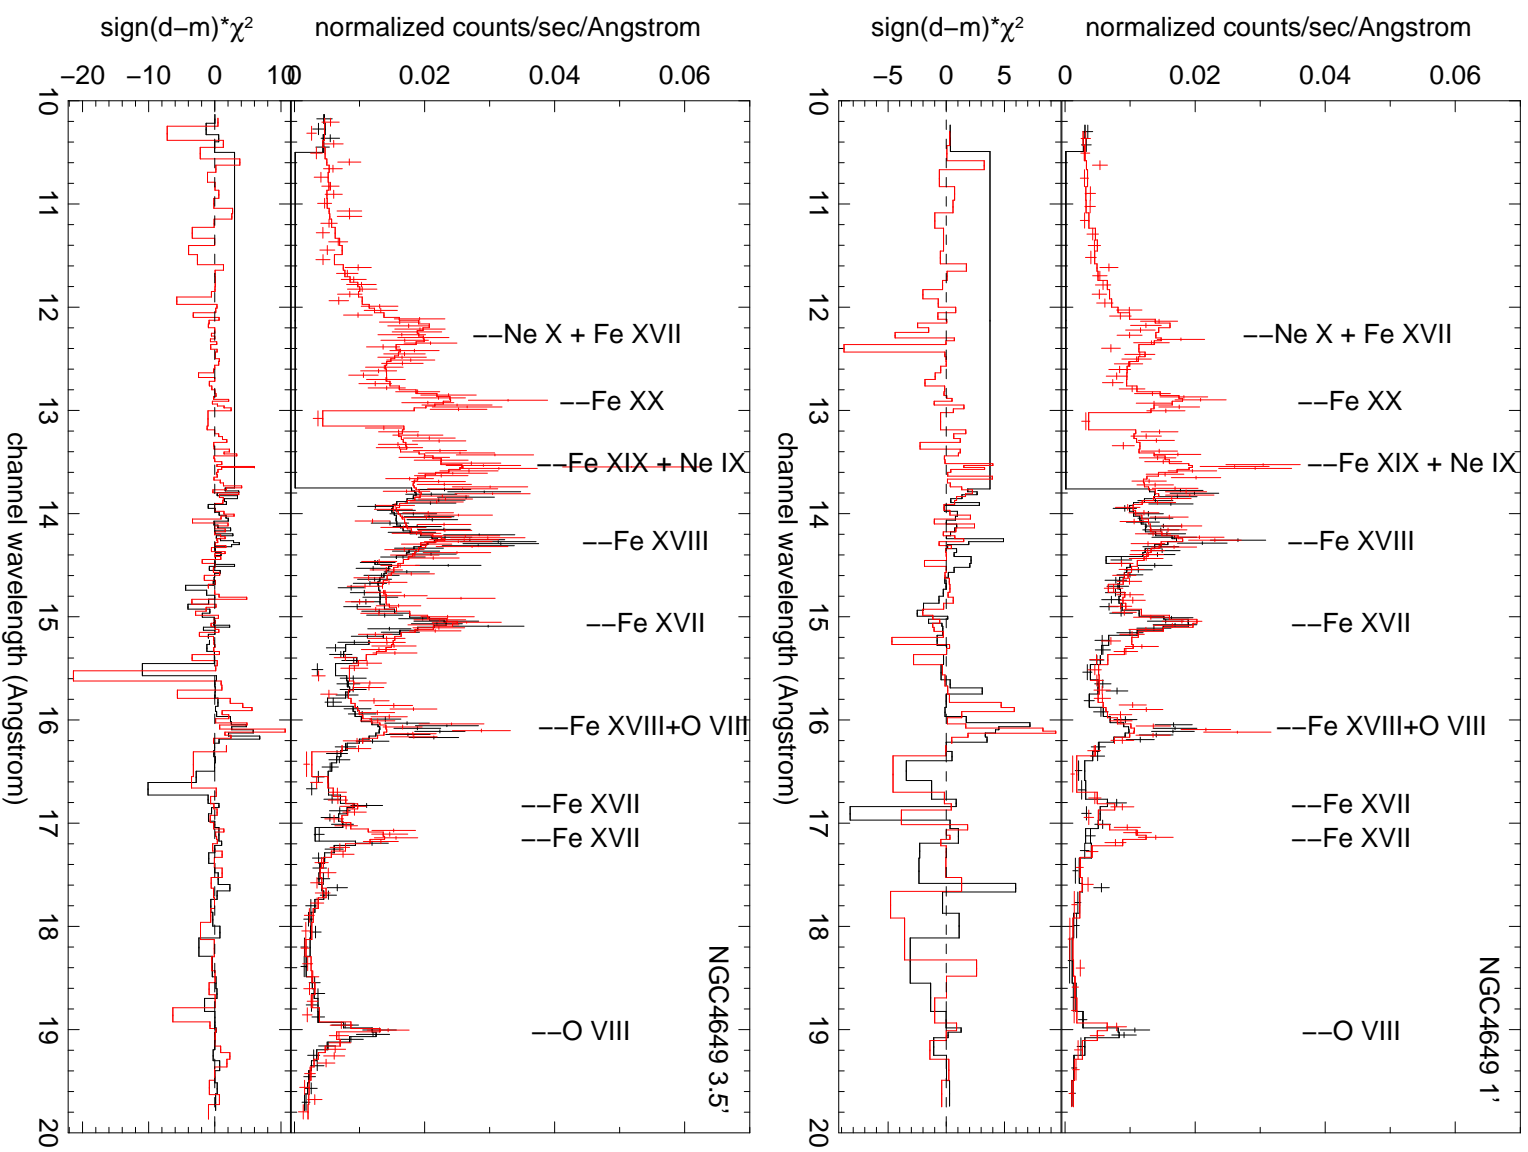 sign(d−m)*χ²
normalized counts/sec/Angstrom
sign(d−m)*χ²
normalized counts/sec/Angstrom
−20 −10 0 10
0 0.02 0.04 0.06
−5 0 5
0 0.02 0.04 0.06
10
11
12
13
14
15
16
17
18
19
20
channel wavelength (Angstrom)
−−Ne X + Fe XVII
−−Fe XX
−−Fe XIX + Ne IX
−−Fe XVIII
−−Fe XVII
−−Fe XVIII+O VIII
−−Fe XVII
−−Fe XVII
−−O VIII
NGC4649 3.5'
10
11
12
13
14
15
16
17
18
19
20
channel wavelength (Angstrom)
−−Ne X + Fe XVII
−−Fe XX
−−Fe XIX + Ne IX
−−Fe XVIII
−−Fe XVII
−−Fe XVIII+O VIII
−−Fe XVII
−−Fe XVII
−−O VIII
NGC4649 1'